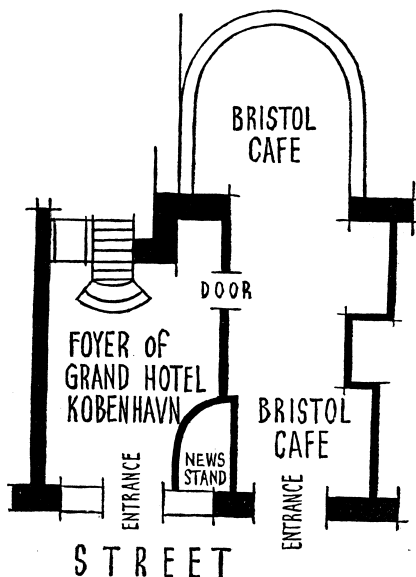 BRISTOL
CAFE
DOOR
FOYER OF
GRAND HOTEL
KOBENHAVN
BRISTOL
CAFE
NEWS
STAND
ENTRANCE
ENTRANCE
STREET